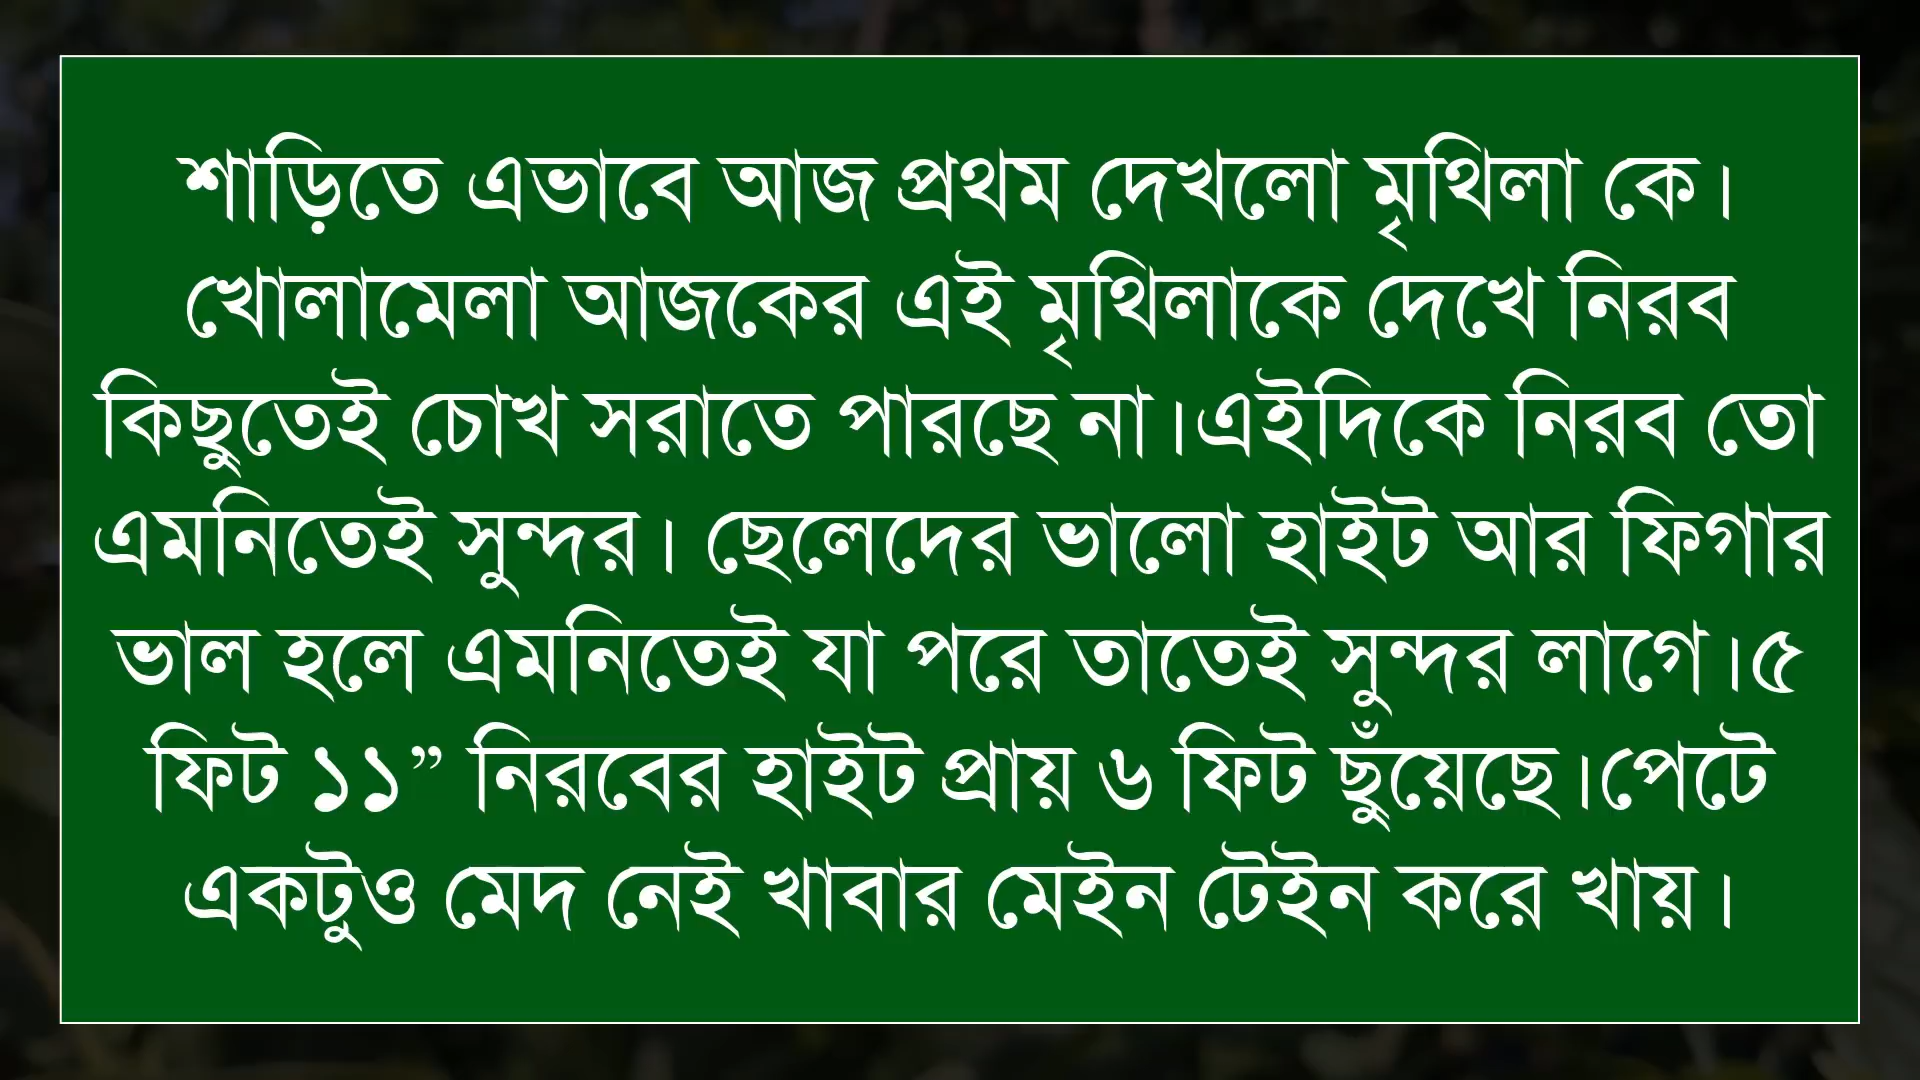 শাড়িতে এভাবে আজ প্রথম দেখলো মৃথিলা কে।
খোলামেলা আজকের এই মৃথিলাকে দেখে নিরব
কিছুতেই চোখ সরাতে পারছে না।এইদিকে নিরব তো
এমনিতেই সুন্দর। ছেলেদের ভালো হাইট আর ফিগার
ভাল হলে এমনিতেই যা পরে তাতেই সুন্দর লাগে।৫
ফিট ১১” নিরবের হাইট প্রায় ৬ ফিট ছুঁয়েছে।পেটে
একটুও মেদ নেই খাবার মেইন টেইন করে খায়।